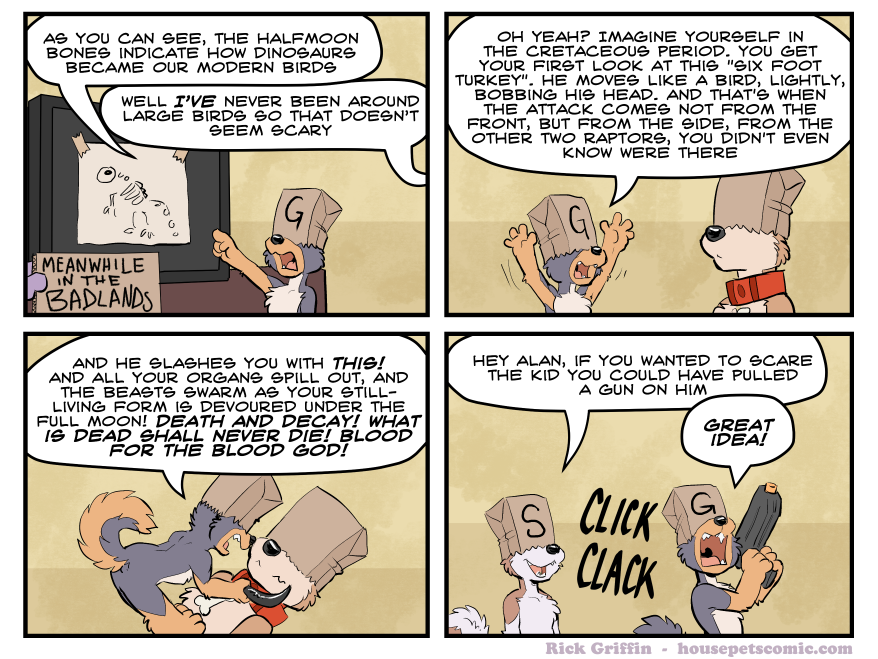 AS YOU CAN SEE, THE HALFMOON
BONES INDICATE HOW DINOSAURS
BECAME OUR MODERN BIRDS
WELL I'VE NEVER BEEN AROUND
LARGE BIRDS SO THAT DOESN'T
SEEM SCARY
G
MEANWHILE
IN THE
BADLANDS
OH YEAH? IMAGINE YOURSELF IN
THE CRETACEOUS PERIOD. YOU GET
YOUR FIRST LOOK AT THIS "SIX FOOT
TURKEY". HE MOVES LIKE A BIRD, LIGHTLY,
BOBBING HIS HEAD. AND THAT'S WHEN
THE ATTACK COMES NOT FROM THE
FRONT, BUT FROM THE SIDE, FROM THE
OTHER TWO RAPTORS, YOU DIDN'T EVEN
KNOW WERE THERE
G
AND HE SLASHES YOU WITH THIS!
AND ALL YOUR ORGANS SPILL OUT, AND
THE BEASTS SWARM AS YOUR STILL-
LIVING FORM IS DEVOURED UNDER THE
FULL MOON! DEATH AND DECAY! WHAT
IS DEAD SHALL NEVER DIE! BLOOD
FOR THE BLOOD GOD!
HEY ALAN, IF YOU WANTED TO SCARE
THE KID YOU COULD HAVE PULLED
A GUN ON HIM
GREAT
IDEA!
S
CLICK
CLACK
G
Rick Griffin - housepetscomic.com